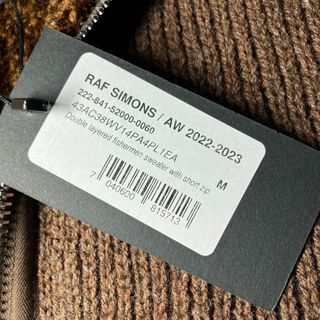 RAF SIMONS / AW 2022-2023
222-841-52000-0060
43AC38WV14PA4PL1EA
Double layered fishermen sweater with short zip
M
7 040600 815713